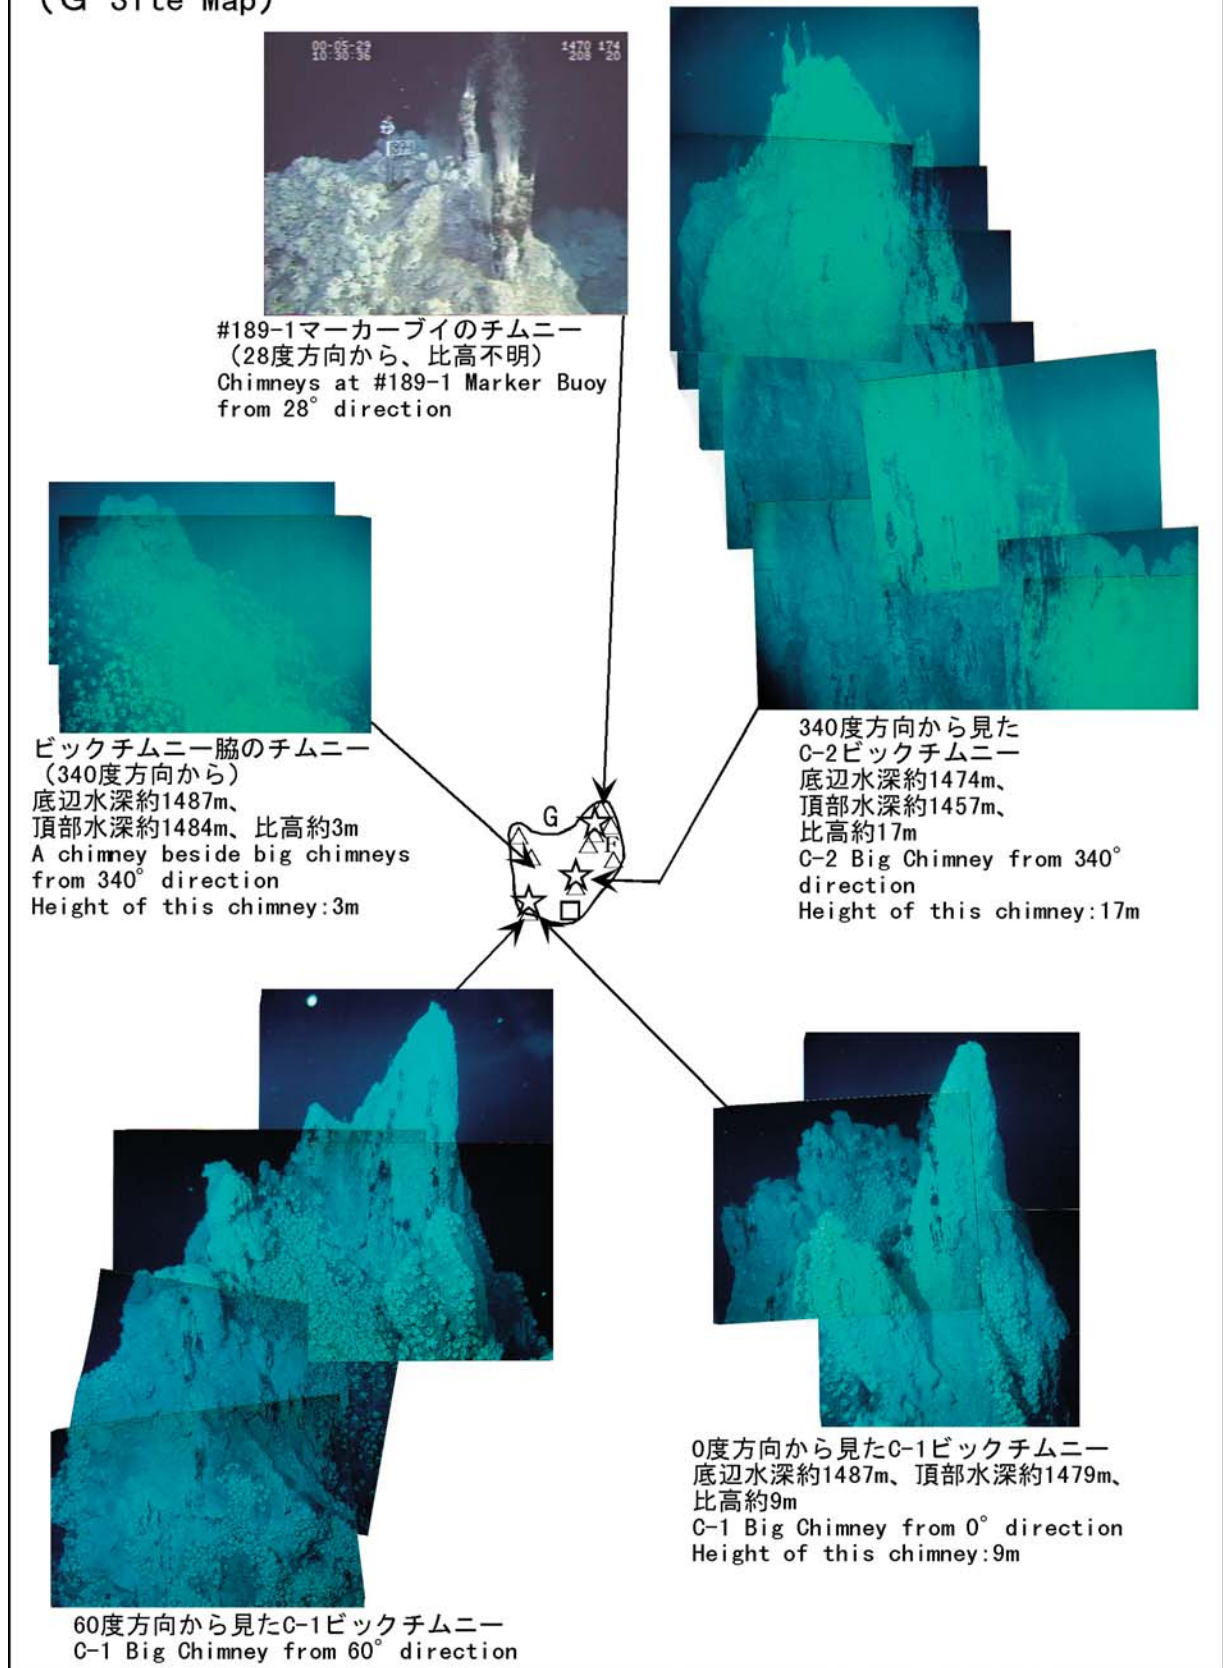 (G Site Map)
00-05-29
10:30:36
1470 174
208 20
#189-1マーカーブイのチムニー
（28度方向から、比高不明）
Chimneys at #189-1 Marker Buoy
from 28° direction
ビックチムニー脇のチムニー
（340度方向から）
底辺水深約1487m、
頂部水深約1484m、比高約3m
A chimney beside big chimneys
from 340° direction
Height of this chimney:3m
340度方向から見た
C-2ビックチムニー
底辺水深約1474m、
頂部水深約1457m、
比高約17m
C-2 Big Chimney from 340°
direction
Height of this chimney:17m
G
F
0度方向から見たC-1ビックチムニー
底辺水深約1487m、頂部水深約1479m、
比高約9m
C-1 Big Chimney from 0° direction
Height of this chimney:9m
60度方向から見たC-1ビックチムニー
C-1 Big Chimney from 60° direction